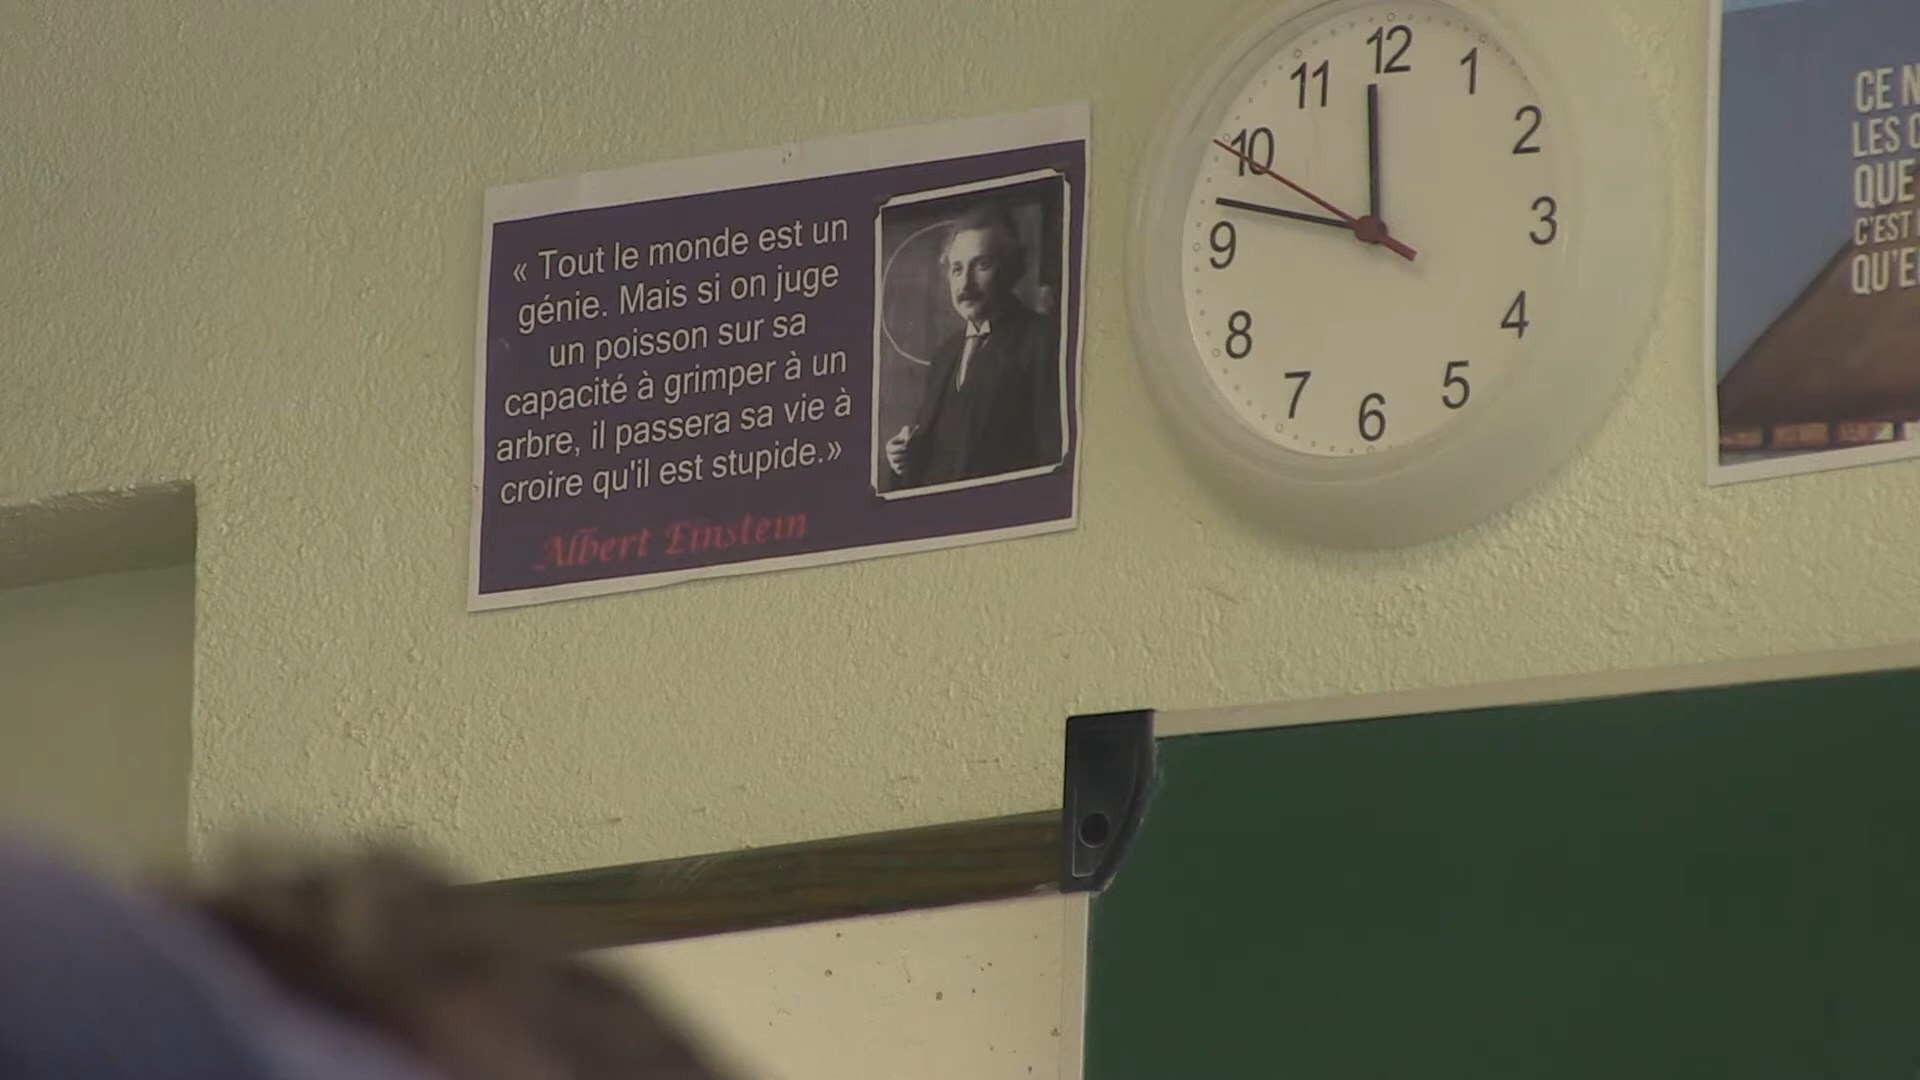 « Tout le monde est un
génie. Mais si on juge
un poisson sur sa
capacité à grimper à un
arbre, il passera sa vie à
croire qu'il est stupide.»
Albert Einstein
12
1
2
3
4
5
6
7
8
9
10
11
CE
LES
QUE
C'EST